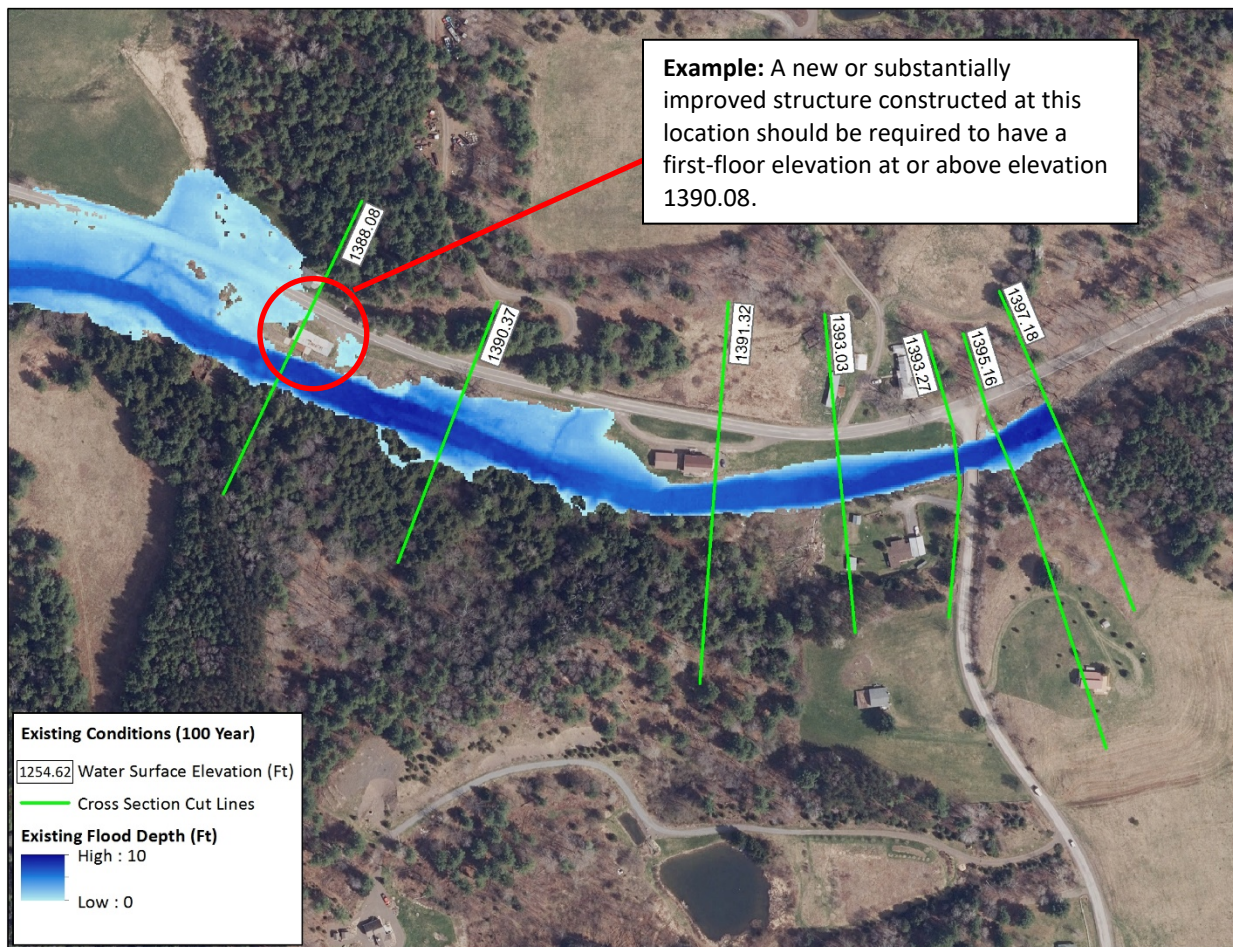 Example: A new or substantially
improved structure constructed at this
location should be required to have a
first-floor elevation at or above elevation
1390.08.
1388.08
1390.37
1391.32
1393.03
1393.27
1395.16
1397.18
Existing Conditions (100 Year)
1254.62 Water Surface Elevation (Ft)
Cross Section Cut Lines
Existing Flood Depth (Ft)
High : 10
Low : 0